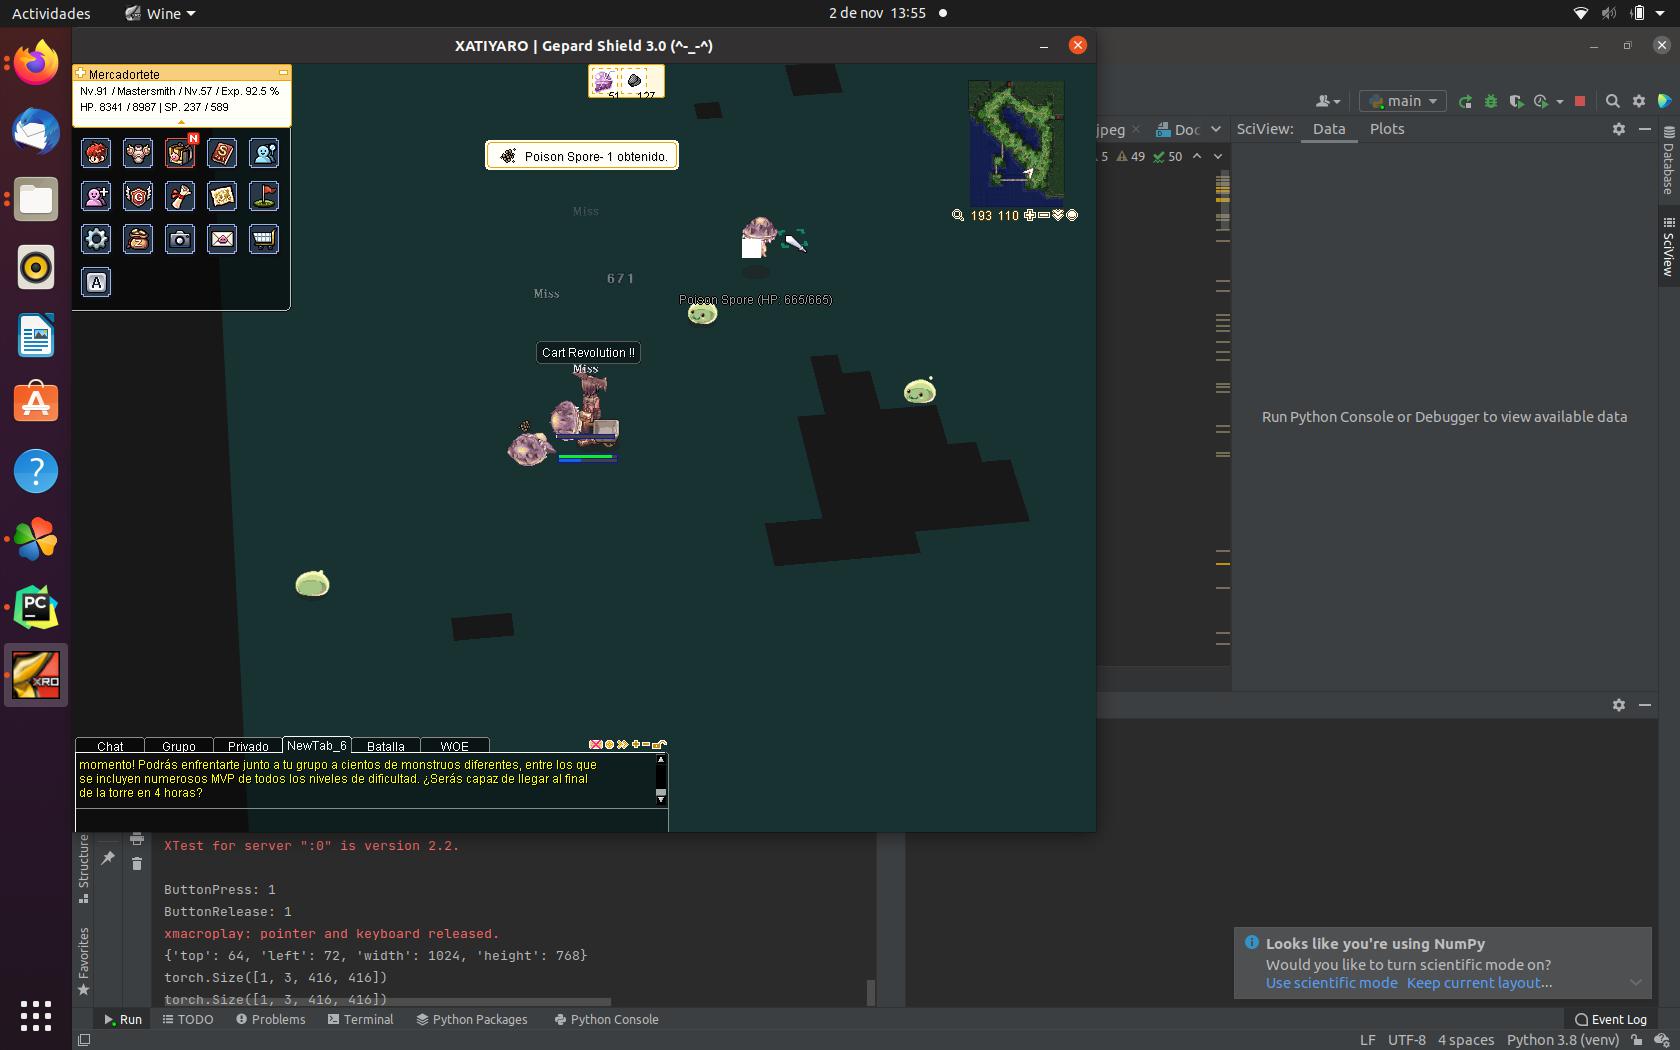 Actividades
Wine
2 de nov 13:55
XATIYARO | Gepard Shield 3.0 (^-_-^)
Mercadortete
Nv.91 / Mastersmith / Nv.57 / Exp. 92.5 %
HP. 8341 / 8987 | SP. 237 / 589
N
A
51
127
Poison Spore- 1 obtenido.
193 110
Miss
671
Miss
Poison Spore (HP: 665/665)
Cart Revolution !!
Miss
Chat
Grupo
Privado
NewTab_6
Batalla
WOE
momento! Podrás enfrentarte junto a tu grupo a cientos de monstruos diferentes, entre los que
se incluyen numerosos MVP de todos los niveles de dificultad. ¿Serás capaz de llegar al final
de la torre en 4 horas?
main
jpeg
Doc
SciView:
Data
Plots
5
49
50
Database
SciView
Run Python Console or Debugger to view available data
PC
XRO
Structure
Favorites
XTest for server ":0" is version 2.2.
ButtonPress: 1
ButtonRelease: 1
xmacroplay: pointer and keyboard released.
{'top': 64, 'left': 72, 'width': 1024, 'height': 768}
torch.Size([1, 3, 416, 416])
torch.Size([1, 3, 416, 416])
Looks like you're using NumPy
Would you like to turn scientific mode on?
Use scientific mode Keep current layout...
Run
TODO
Problems
Terminal
Python Packages
Python Console
Event Log
LF UTF-8 4 spaces Python 3.8 (venv)